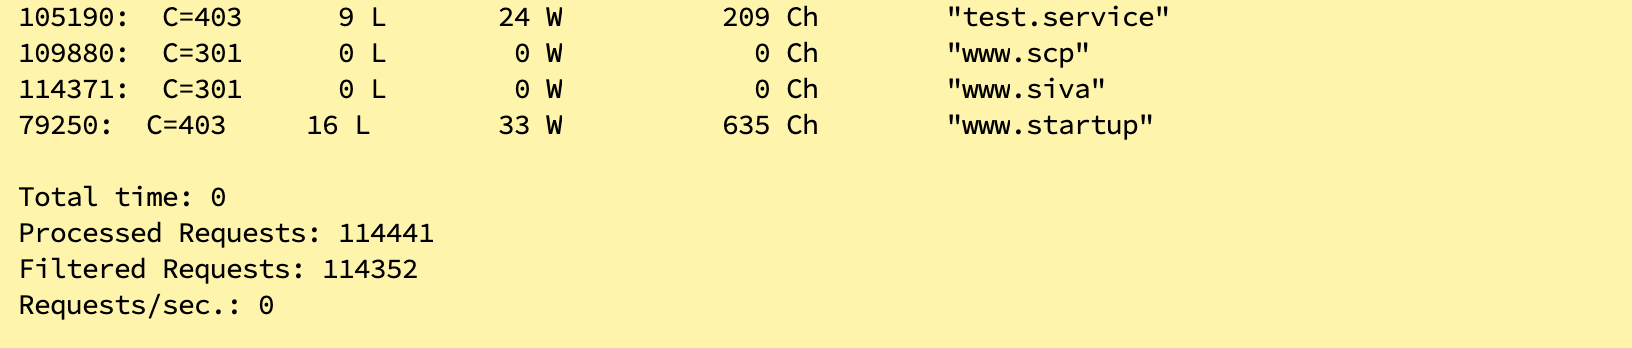 105190:  C=403      9 L       24 W          209 Ch        "test.service"
109880:  C=301      0 L        0 W            0 Ch        "www.scp"
114371:  C=301      0 L        0 W            0 Ch        "www.siva"
79250:  C=403     16 L        33 W          635 Ch        "www.startup"

Total time: 0
Processed Requests: 114441
Filtered Requests: 114352
Requests/sec.: 0